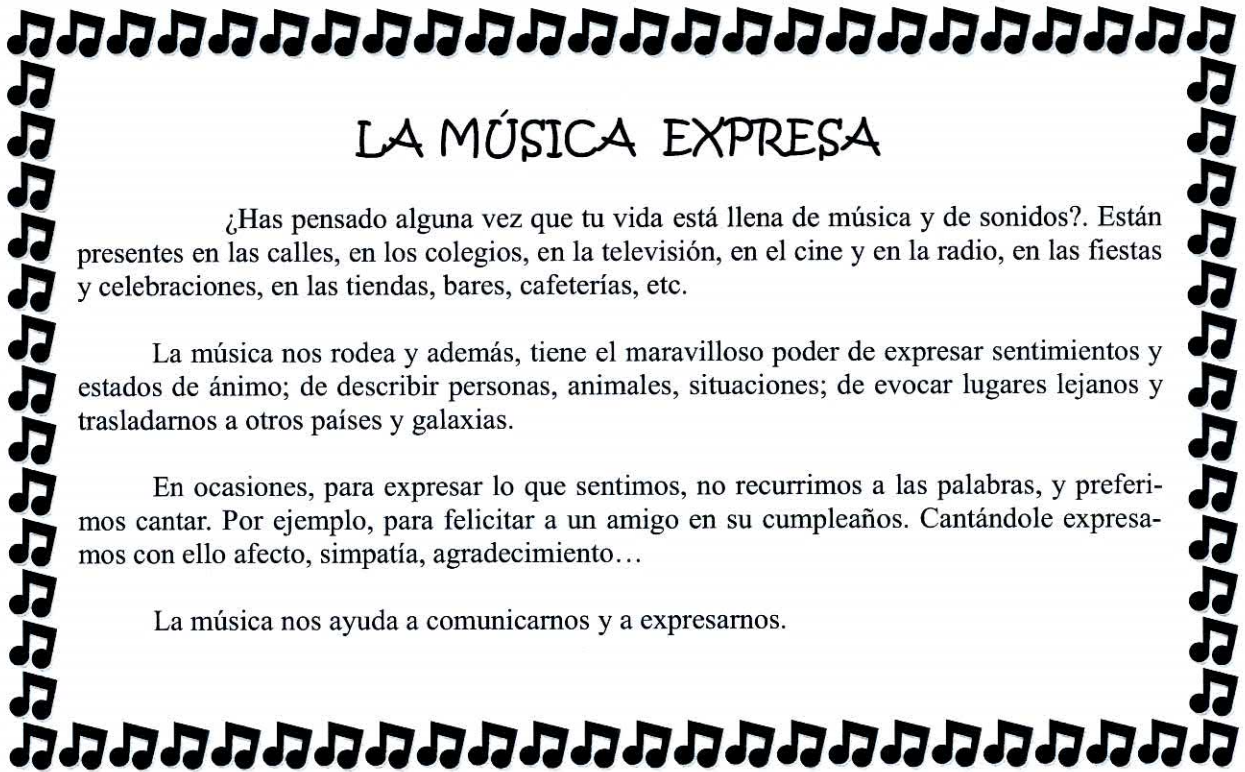 LA MÚSICA EXPRESA
¿Has pensado alguna vez que tu vida está llena de música y de sonidos?. Están
presentes en las calles, en los colegios, en la televisión, en el cine y en la radio, en las fiestas
y celebraciones, en las tiendas, bares, cafeterías, etc.
La música nos rodea y además, tiene el maravilloso poder de expresar sentimientos y
estados de ánimo; de describir personas, animales, situaciones; de evocar lugares lejanos y
trasladarnos a otros países y galaxias.
En ocasiones, para expresar lo que sentimos, no recurrimos a las palabras, y preferi-
mos cantar. Por ejemplo, para felicitar a un amigo en su cumpleaños. Cantándole expresa-
mos con ello afecto, simpatía, agradecimiento…
La música nos ayuda a comunicarnos y a expresarnos.